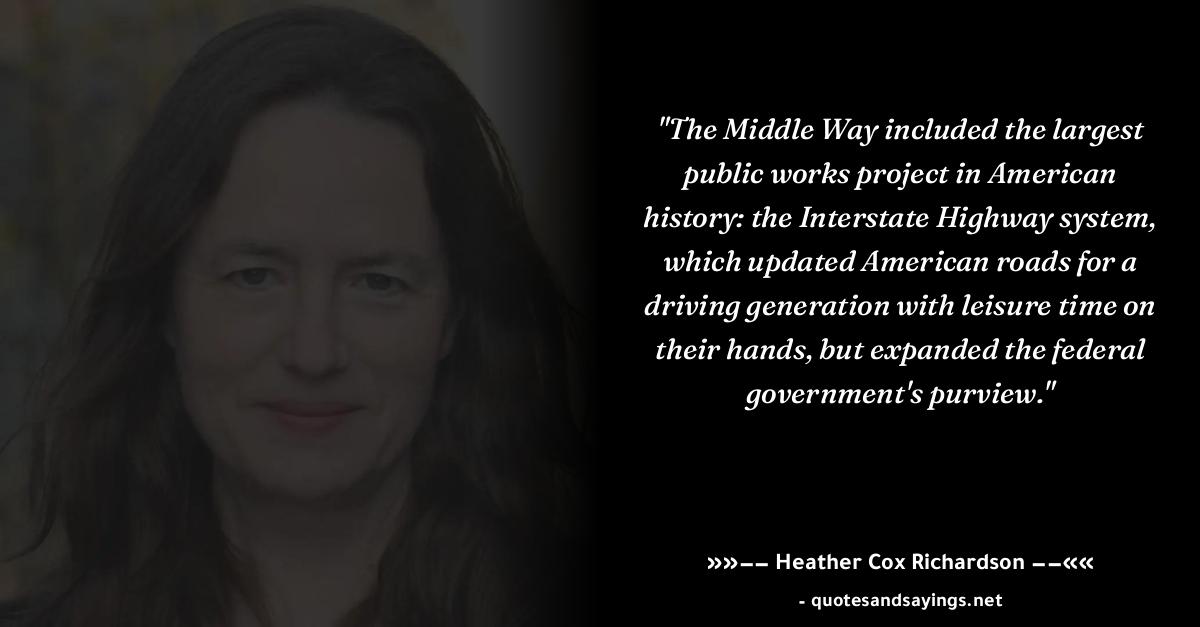 "The Middle Way included the largest
public works project in American
history: the Interstate Highway system,
which updated American roads for a
driving generation with leisure time on
their hands, but expanded the federal
government's purview."
»»–– Heather Cox Richardson ––««
- quotesandsayings.net